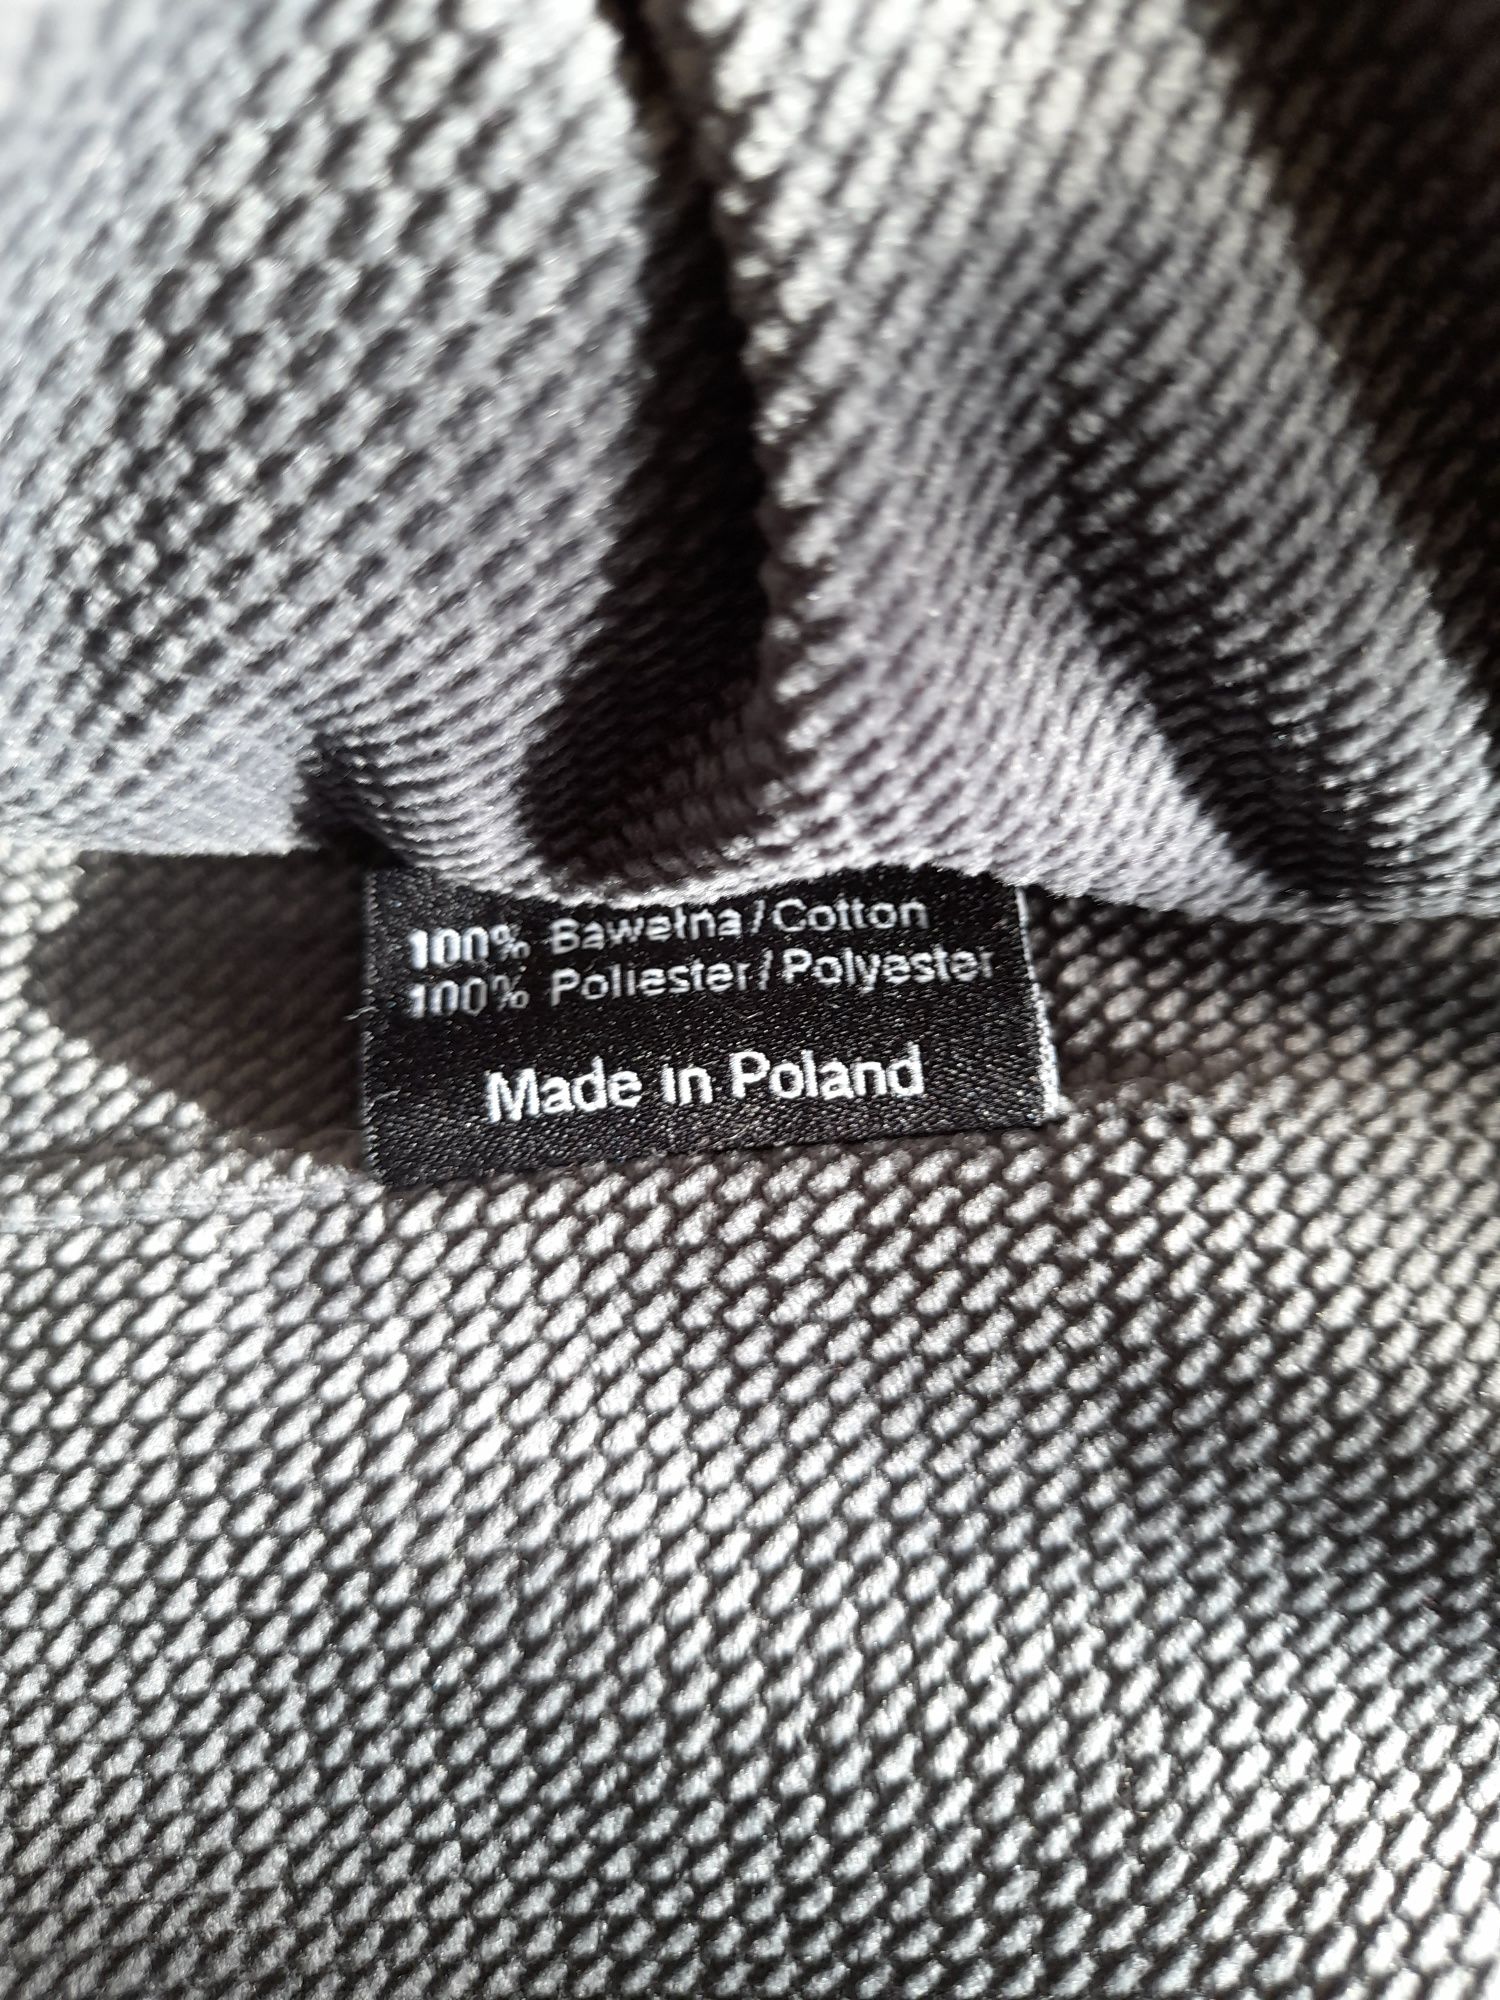 100% Bawełna/Cotton
100% Poliester/Polyester
Made in Poland